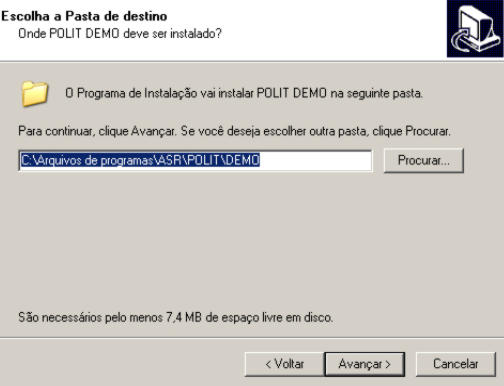 Escolha a Pasta de destino
Onde POLIT DEMO deve ser instalado?
O Programa de Instalação vai instalar POLIT DEMO na seguinte pasta.
Para continuar, clique Avançar. Se você deseja escolher outra pasta, clique Procurar.
C:\Arquivos de programas\ASR\POLIT\DEMO
Procurar...
São necessários pelo menos 7,4 MB de espaço livre em disco.
< Voltar
Avançar >
Cancelar